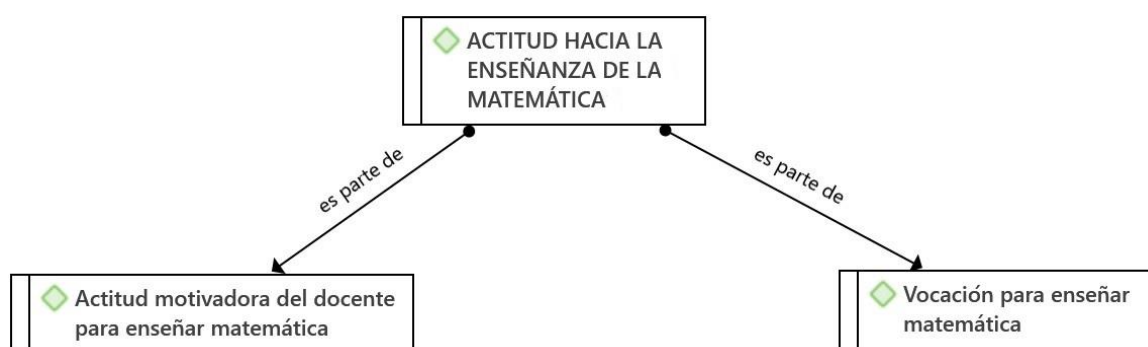 ACTITUD HACIA LA
ENSEÑANZA DE LA
MATEMÁTICA
es parte de
es parte de
Actitud motivadora del docente
para enseñar matemática
Vocación para enseñar
matemática